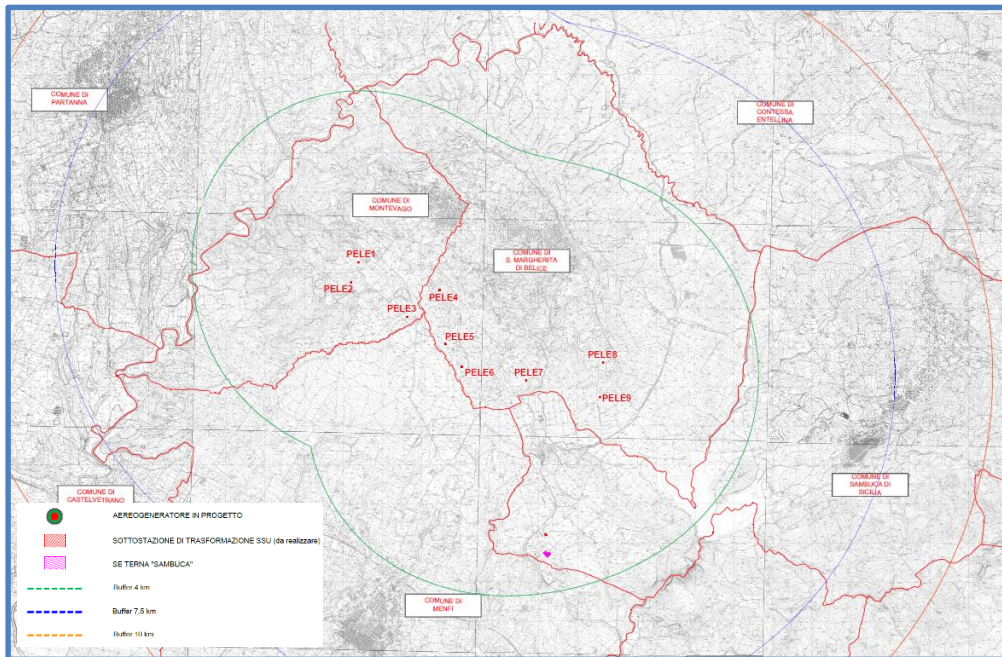 COMUNE DI
PARTANNA
COMUNE DI
CONTESSA
ENTELLINA
COMUNE DI
MONTEVAGO
COMUNE DI
S. MARGHERITA
DI BELICE
PELE1
PELE2
PELE4
PELE3
PELE5
PELE6
PELE7
PELE8
PELE9
COMUNE DI
SAMBUCA DI
SICILIA
COMUNE DI
CASTELVETRANO
COMUNE DI
MENFI
AEREOGENERATORE IN PROGETTO
SOTTOSTAZIONE DI TRASFORMAZIONE SSU (da realizzare)
SE TERNA "SAMBUCA"
Buffer 4 km
Buffer 7,5 km
Buffer 10 km